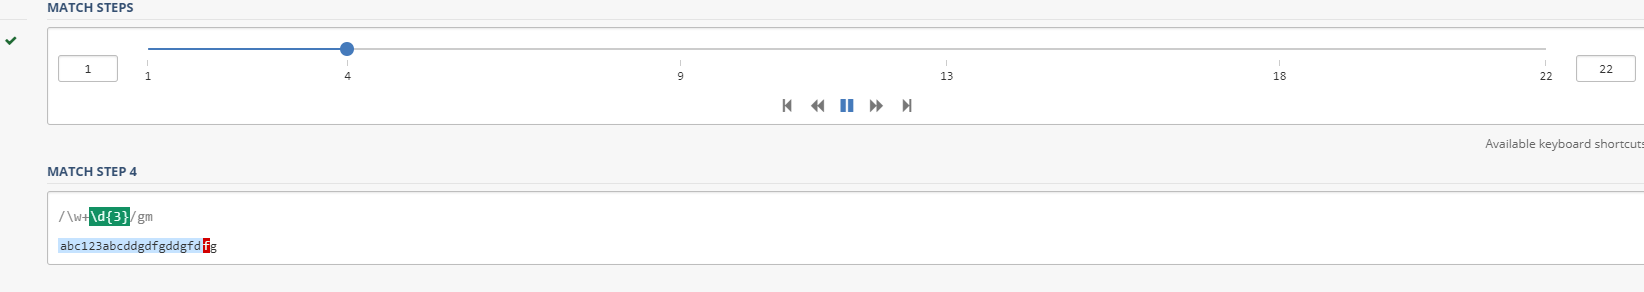 MATCH STEPS
1
1 4 9 13 18 22
22
Available keyboard shortcuts
MATCH STEP 4
/\w+\d{3}/gm
abc123abcddgdfgddgfdfg